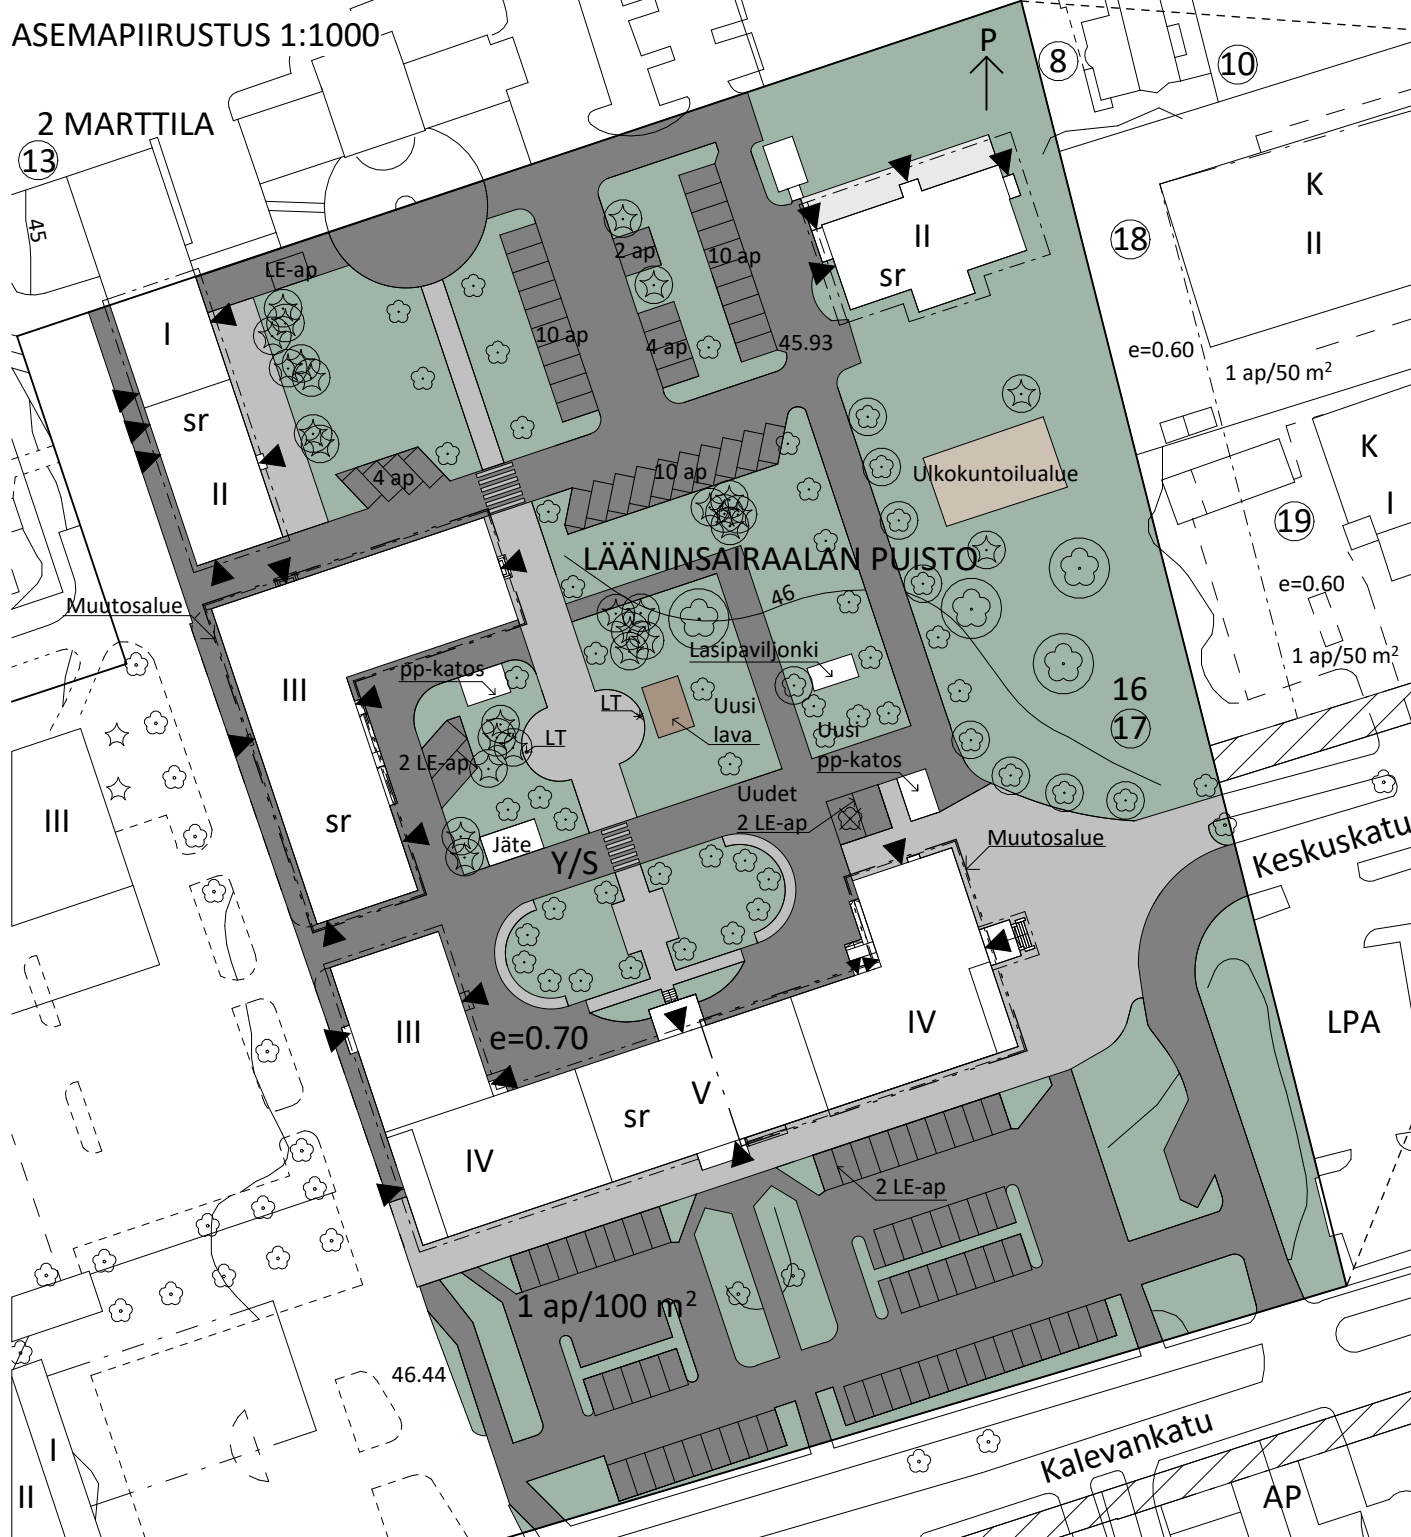 ASEMAPIIRUSTUS 1:1000
P
8
10
2 MARTTILA
13
45
K
II
18
II
sr
LE-ap
2 ap
10 ap
10 ap
4 ap
45.93
e=0.60
1 ap/50 m²
I
sr
II
4 ap
10 ap
Ulkokuntoilualue
K
I
19
LÄÄNINSAIRAALAN PUISTO
46
e=0.60
1 ap/50 m²
Muutosalue
pp-katos
Lasipaviljonki
III
LT
LT
Uusi
lava
Uusi
pp-katos
16
17
2 LE-ap
Uudet
2 LE-ap
III
sr
Jäte
Y/S
Muutosalue
Keskuskatu
III
e=0.70
IV
LPA
V
sr
IV
2 LE-ap
1 ap/100 m²
46.44
Kalevankatu
I
II
AP